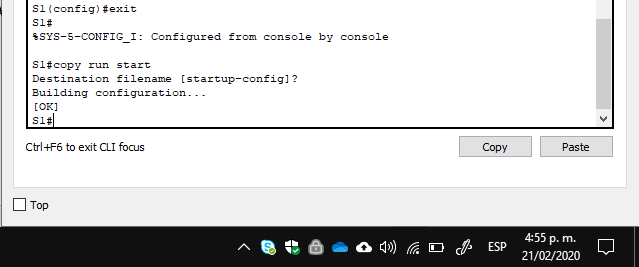 S1(config)#exit
S1#
%SYS-5-CONFIG_I: Configured from console by console
S1#copy run start
Destination filename [startup-config]?
Building configuration...
[OK]
S1#
Ctrl+F6 to exit CLI focus
Copy
Paste
Top
ESP
4:55 p. m.
21/02/2020